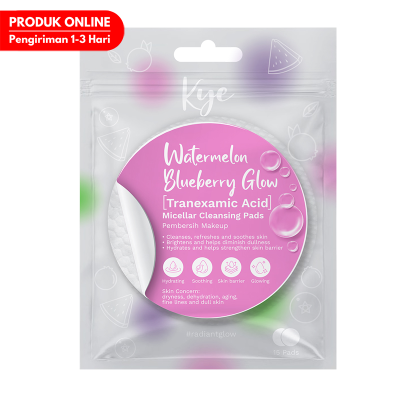 PRODUK ONLINE
Pengiriman 1-3 Hari
Kye
Watermelon
Blueberry Glow
[Tranexamic Acid]
Micellar Cleansing Pads
Pembersih Makeup
• Cleanses, refreshes and soothes skin
• Brightens and helps diminish dullness
• Hydrates and helps strengthen skin barrier
Hydrating Soothing Skin barrier Glowing
Skin Concern:
dryness, dehydration, aging
fine lines and dull skin